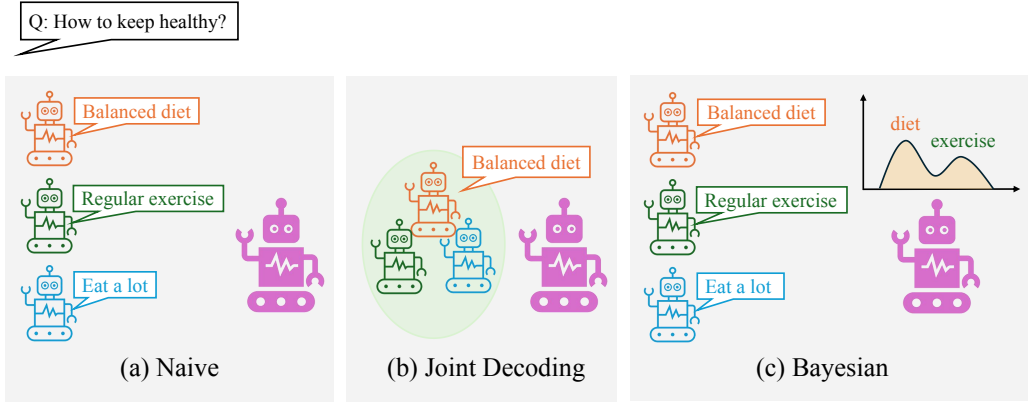 Q: How to keep healthy?
Balanced diet
Regular exercise
Eat a lot
(a) Naive
Balanced diet
(b) Joint Decoding
Balanced diet
Regular exercise
Eat a lot
diet
exercise
(c) Bayesian